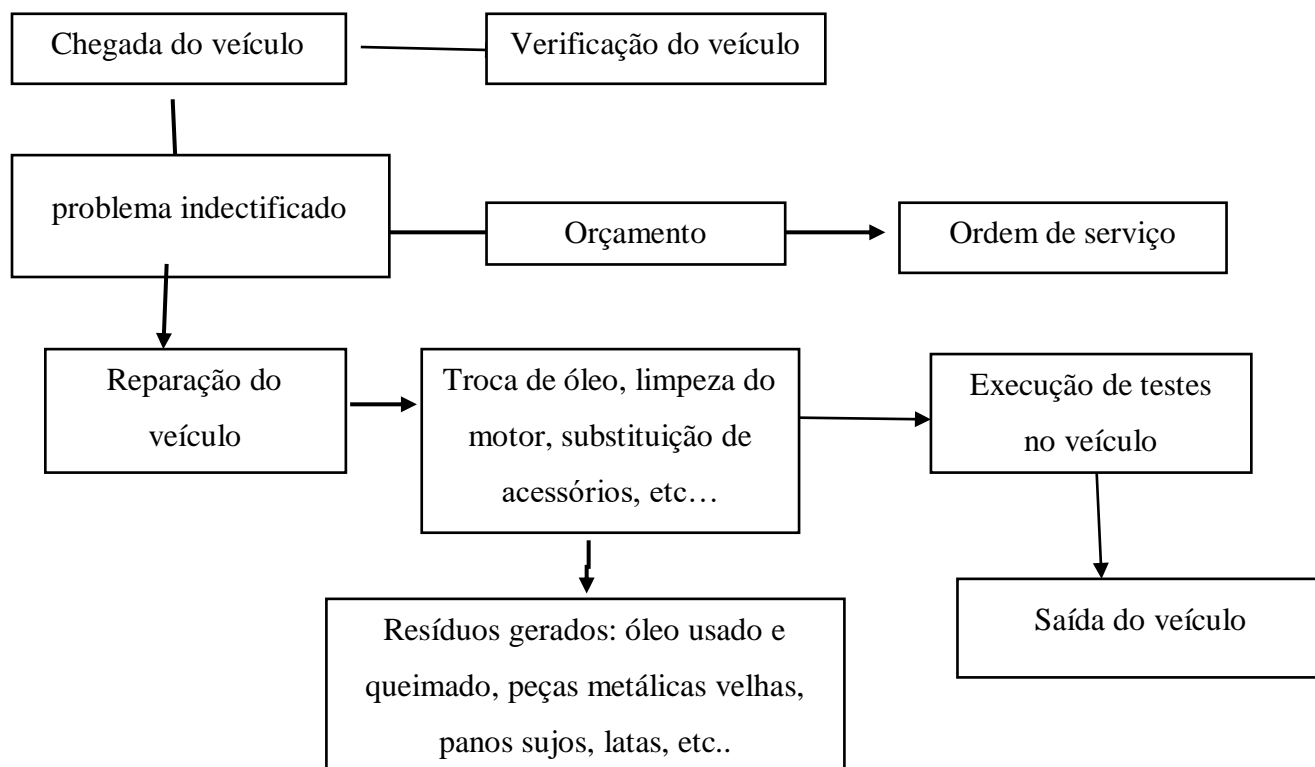 Chegada do veículo
Verificação do veículo
problema indectificado
Orçamento
Ordem de serviço
Reparação do
veículo
Troca de óleo, limpeza do
motor, substituição de
acessórios, etc…
Execução de testes
no veículo
Resíduos gerados: óleo usado e
queimado, peças metálicas velhas,
panos sujos, latas, etc..
Saída do veículo